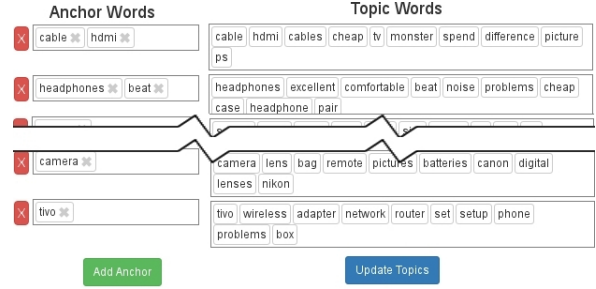 Anchor Words
Topic Words
X cable ✖ hdmi ✖
cable hdmi cables cheap tv monster spend difference picture
ps
X headphones ✖ beat ✖
headphones excellent comfortable beat noise problems cheap
case headphone pair
X camera ✖
camera lens bag remote pictures batteries canon digital
lenses nikon
X tivo ✖
tivo wireless adapter network router set setup phone
problems box
Add Anchor
Update Topics